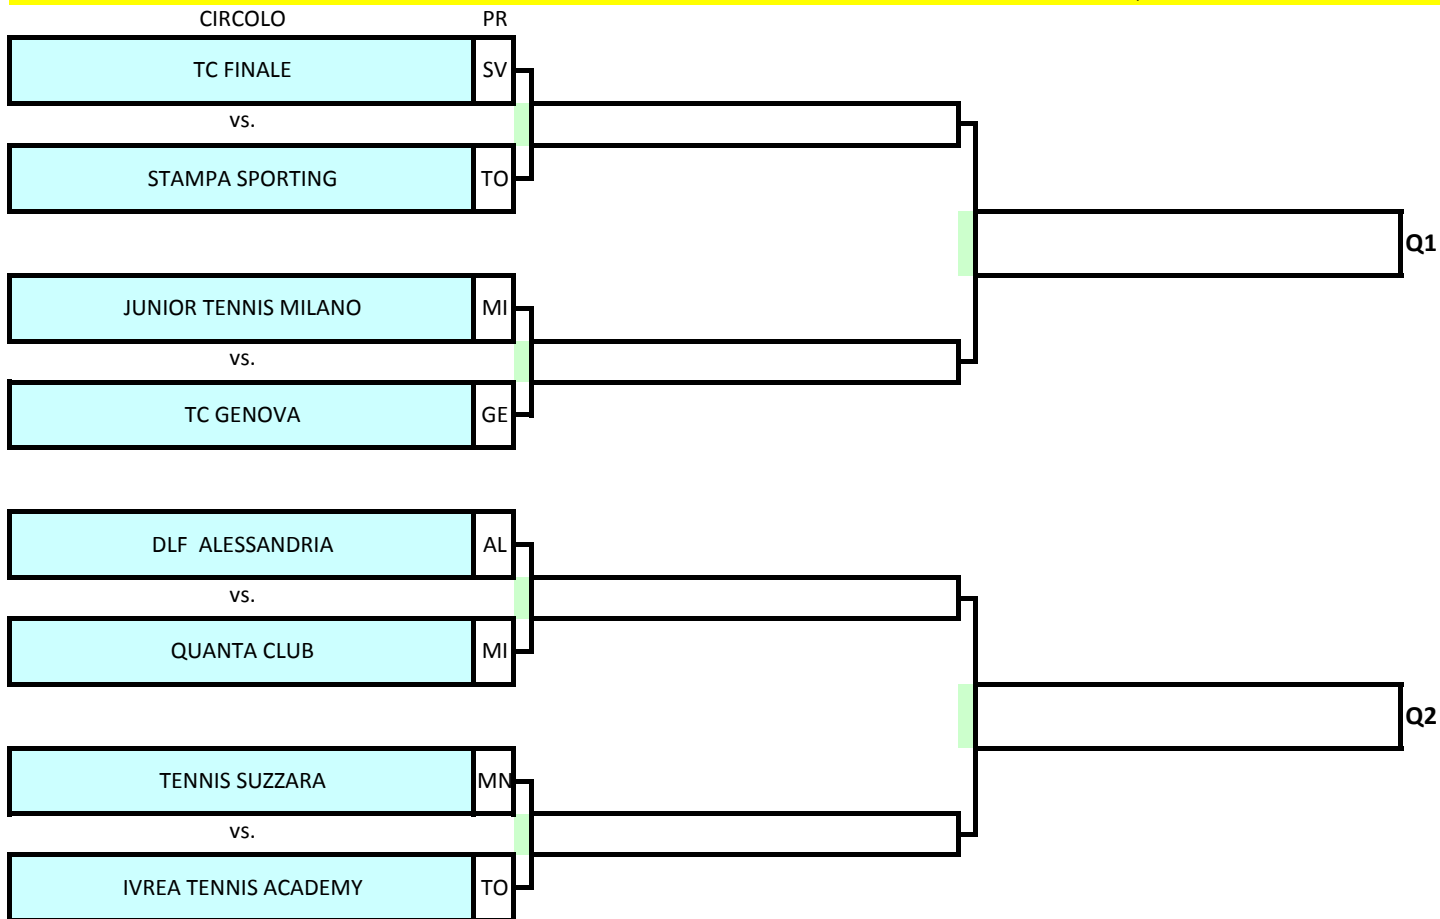 CIRCOLO PR
TC FINALE SV
vs.
STAMPA SPORTING TO
Q1
JUNIOR TENNIS MILANO MI
vs.
TC GENOVA GE
DLF ALESSANDRIA AL
vs.
QUANTA CLUB MI
Q2
TENNIS SUZZARA MN
vs.
IVREA TENNIS ACADEMY TO